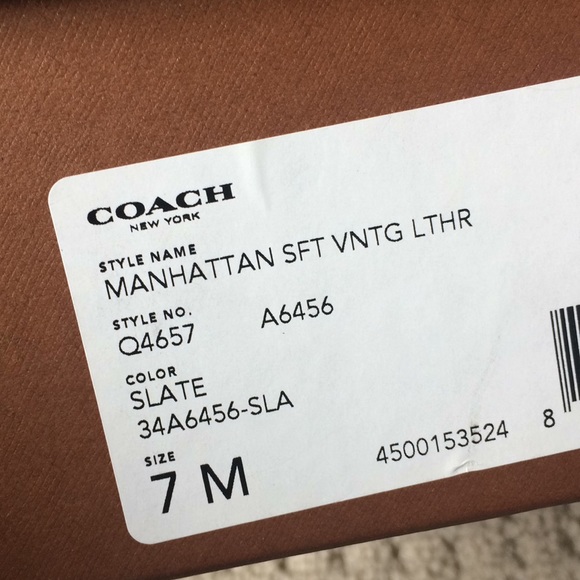 COACH
NEW YORK
STYLE NAME
MANHATTAN SFT VNTG LTHR
STYLE NO.
Q4657 A6456
COLOR
SLATE
34A6456-SLA
SIZE
7 M
4500153524 8